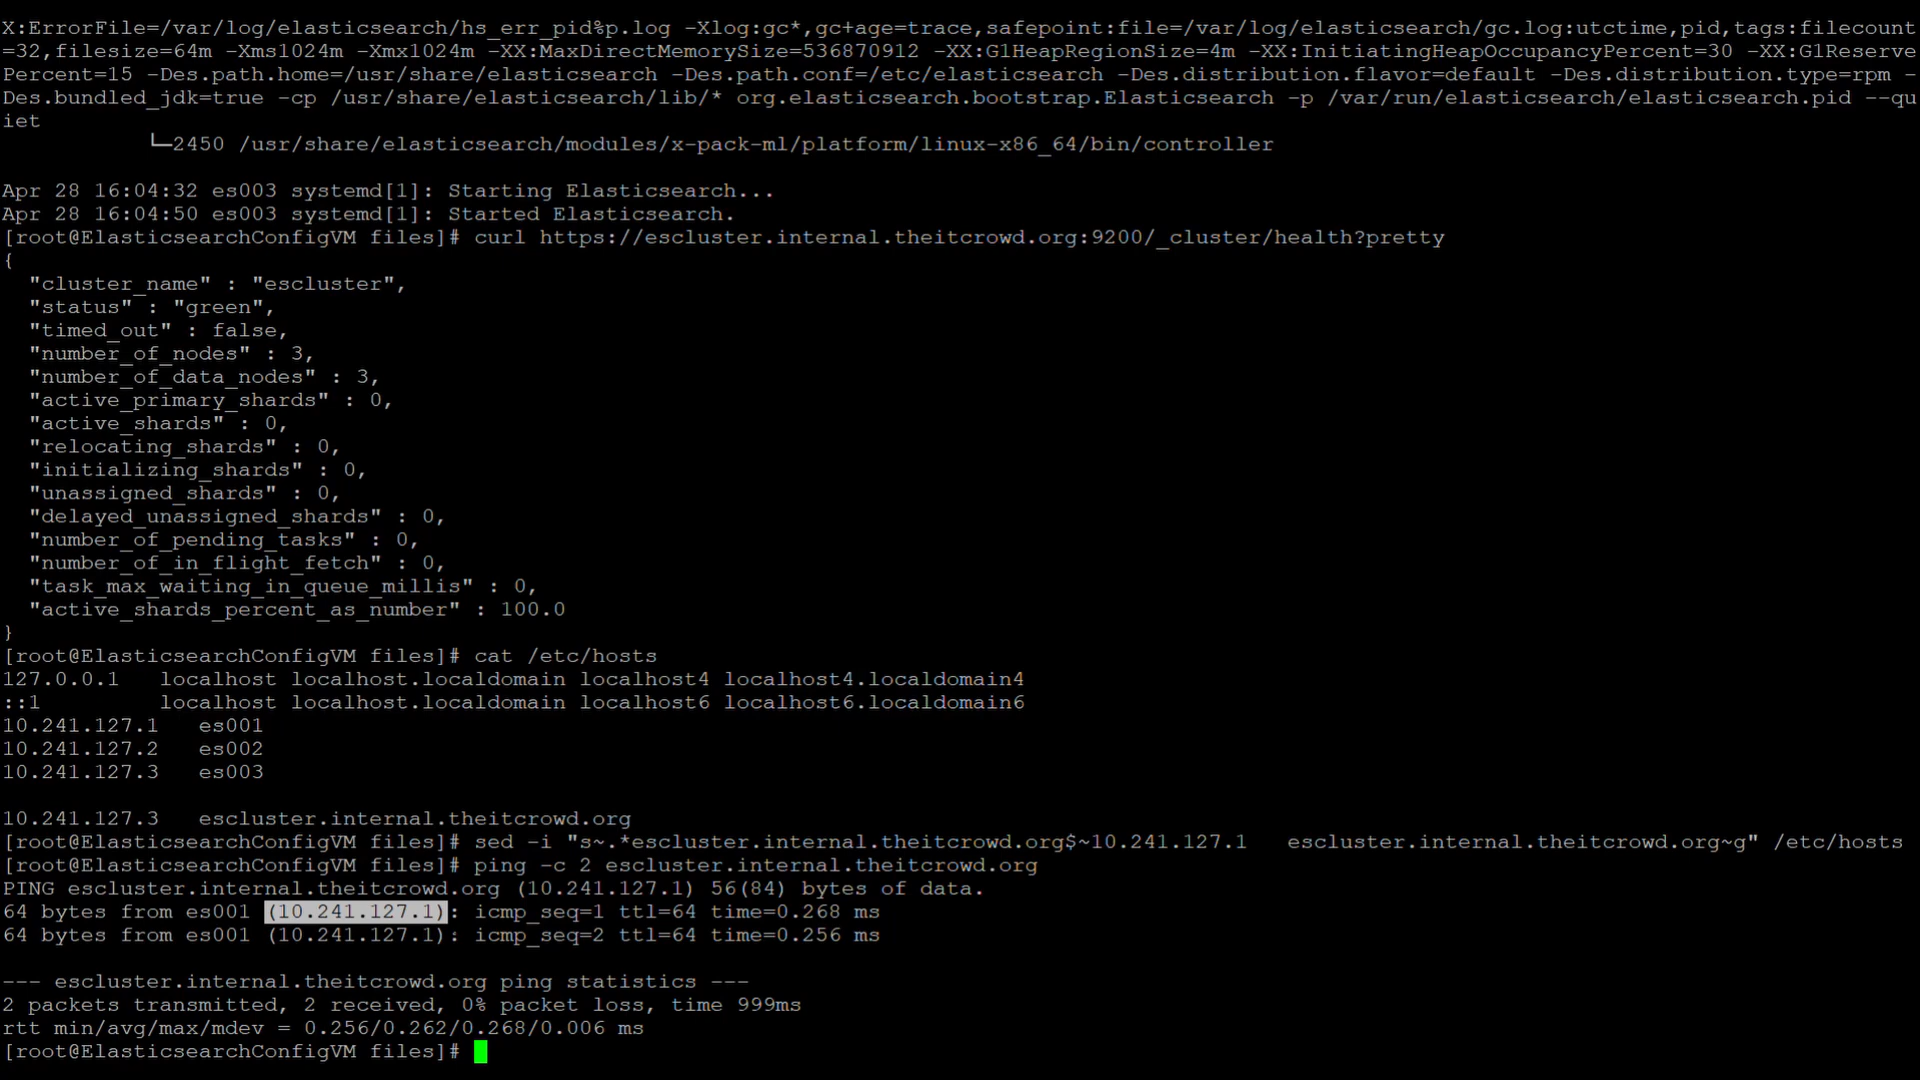 X:ErrorFile=/var/log/elasticsearch/hs_err_pid%p.log -Xlog:gc*,gc+age=trace,safepoint:file=/var/log/elasticsearch/gc.log:utctime,pid,tags:filecount
=32,filesize=64m -Xms1024m -Xmx1024m -XX:MaxDirectMemorySize=536870912 -XX:G1HeapRegionSize=4m -XX:InitiatingHeapOccupancyPercent=30 -XX:G1Reserve
Percent=15 -Des.path.home=/usr/share/elasticsearch -Des.path.conf=/etc/elasticsearch -Des.distribution.flavor=default -Des.distribution.type=rpm -
Des.bundled_jdk=true -cp /usr/share/elasticsearch/lib/* org.elasticsearch.bootstrap.Elasticsearch -p /var/run/elasticsearch/elasticsearch.pid --qu
iet
└─2450 /usr/share/elasticsearch/modules/x-pack-ml/platform/linux-x86_64/bin/controller
Apr 28 16:04:32 es003 systemd[1]: Starting Elasticsearch...
Apr 28 16:04:50 es003 systemd[1]: Started Elasticsearch.
[root@ElasticsearchConfigVM files]# curl https://escluster.internal.theitcrowd.org:9200/_cluster/health?pretty
{
"cluster_name" : "escluster",
"status" : "green",
"timed_out" : false,
"number_of_nodes" : 3,
"number_of_data_nodes" : 3,
"active_primary_shards" : 0,
"active_shards" : 0,
"relocating_shards" : 0,
"initializing_shards" : 0,
"unassigned_shards" : 0,
"delayed_unassigned_shards" : 0,
"number_of_pending_tasks" : 0,
"number_of_in_flight_fetch" : 0,
"task_max_waiting_in_queue_millis" : 0,
"active_shards_percent_as_number" : 100.0
}
[root@ElasticsearchConfigVM files]# cat /etc/hosts
127.0.0.1   localhost localhost.localdomain localhost4 localhost4.localdomain4
::1         localhost localhost.localdomain localhost6 localhost6.localdomain6
10.241.127.1   es001
10.241.127.2   es002
10.241.127.3   es003
10.241.127.3   escluster.internal.theitcrowd.org
[root@ElasticsearchConfigVM files]# sed -i "s~.*escluster.internal.theitcrowd.org$~10.241.127.1   escluster.internal.theitcrowd.org~g" /etc/hosts
[root@ElasticsearchConfigVM files]# ping -c 2 escluster.internal.theitcrowd.org
PING escluster.internal.theitcrowd.org (10.241.127.1) 56(84) bytes of data.
64 bytes from es001 (10.241.127.1): icmp_seq=1 ttl=64 time=0.268 ms
64 bytes from es001 (10.241.127.1): icmp_seq=2 ttl=64 time=0.256 ms
--- escluster.internal.theitcrowd.org ping statistics ---
2 packets transmitted, 2 received, 0% packet loss, time 999ms
rtt min/avg/max/mdev = 0.256/0.262/0.268/0.006 ms
[root@ElasticsearchConfigVM files]#